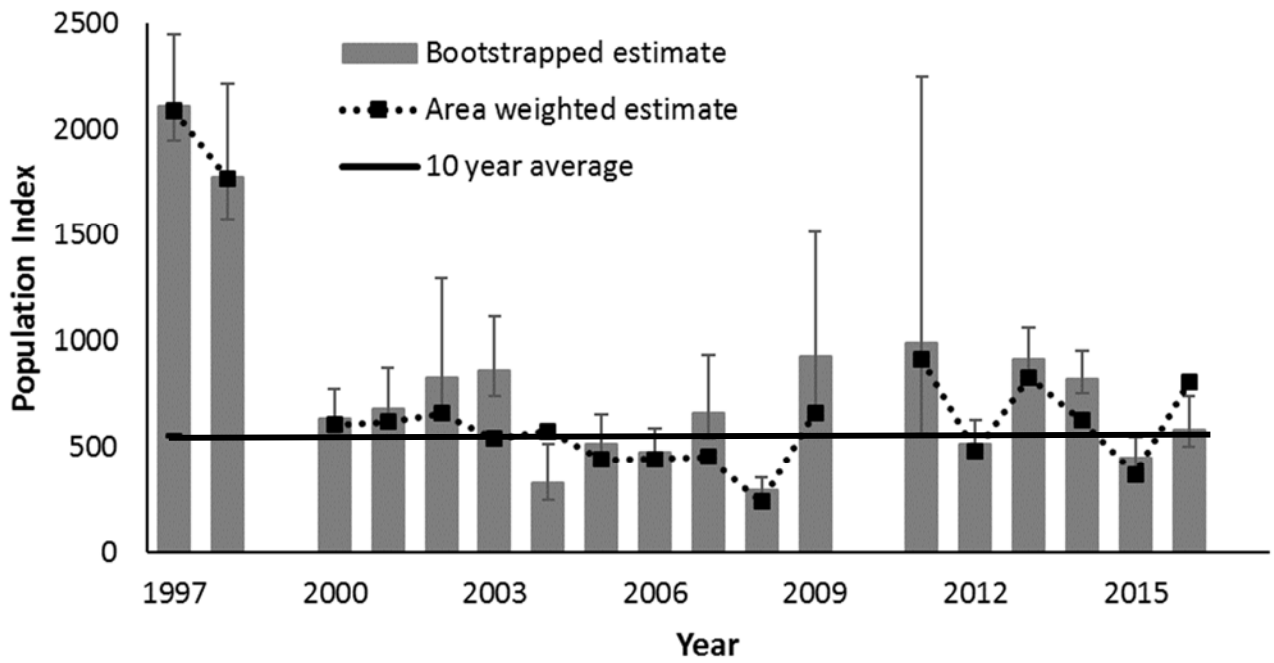 2500
2000
1500
1000
500
0
Population Index
Bootstrapped estimate
Area weighted estimate
10 year average
1997 2000 2003 2006 2009 2012 2015
Year